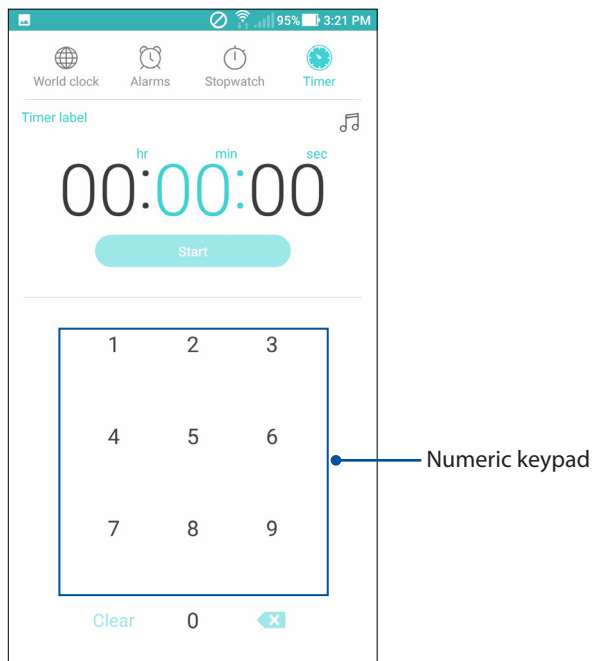 95% 3:21 PM
World clock Alarms Stopwatch Timer
Timer label
hr min sec
00:00:00
Start
1 2 3
4 5 6
Numeric keypad
7 8 9
Clear 0